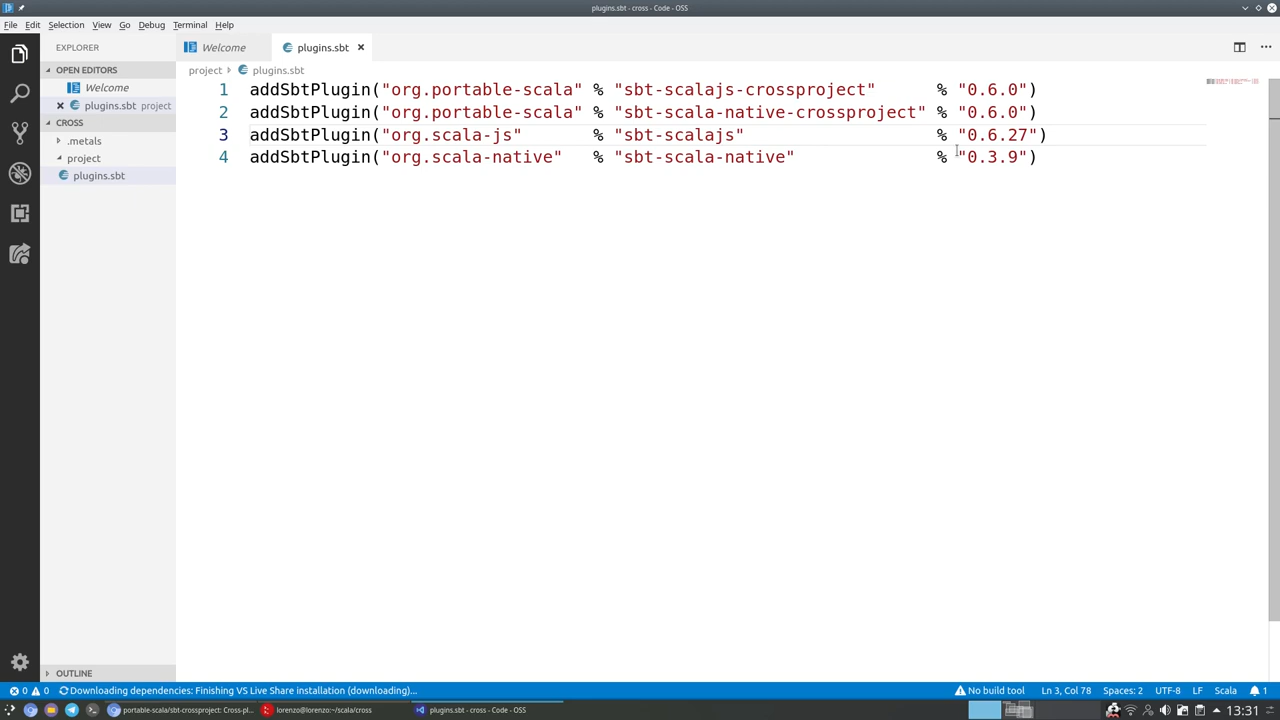 plugins.sbt - cross - Code - OSS
File Edit Selection View Go Debug Terminal Help
EXPLORER
Welcome
plugins.sbt
OPEN EDITORS
Welcome
plugins.sbt project
CROSS
.metals
project
plugins.sbt
OUTLINE
project
plugins.sbt
1 addSbtPlugin("org.portable-scala" % "sbt-scalajs-crossproject"      % "0.6.0")
2 addSbtPlugin("org.portable-scala" % "sbt-scala-native-crossproject" % "0.6.0")
3 addSbtPlugin("org.scala-js"       % "sbt-scalajs"                   % "0.6.27")
4 addSbtPlugin("org.scala-native"   % "sbt-scala-native"              % "0.3.9")
0 0 Downloading dependencies: Finishing VS Live Share installation (downloading)... No build tool Ln 3, Col 78 Spaces: 2 UTF-8 LF Scala 1
portable-scala/sbt-crossproject: Cross-pl... lorenzo@lorenzo:~/scala/cross plugins.sbt - cross - Code - OSS 13:31